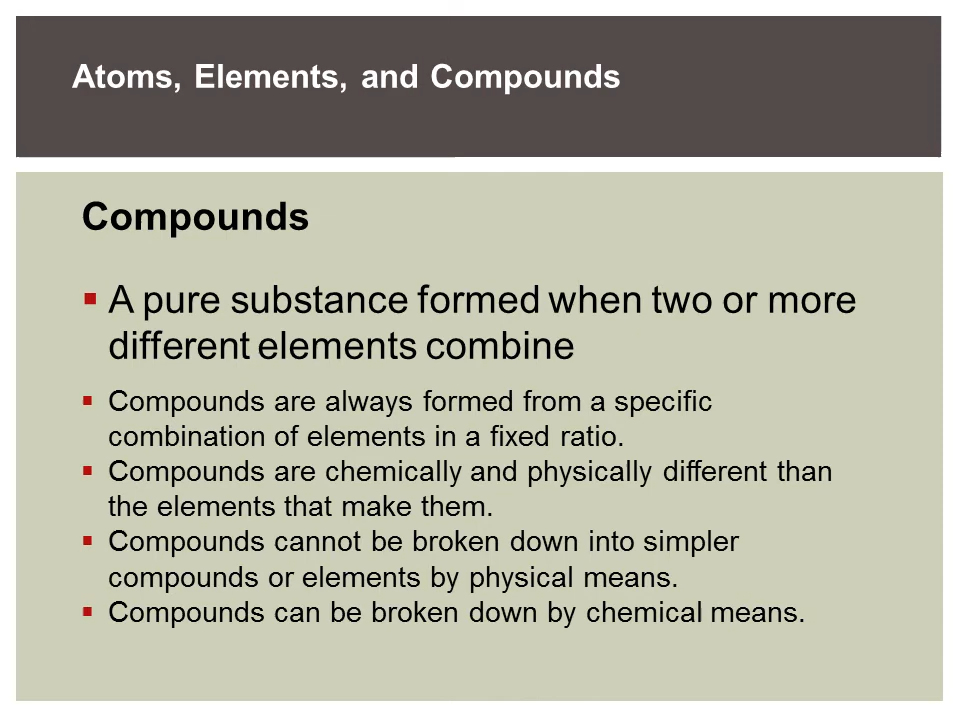 Atoms, Elements, and Compounds
Compounds
▪ A pure substance formed when two or more
different elements combine
▪ Compounds are always formed from a specific
combination of elements in a fixed ratio.
▪ Compounds are chemically and physically different than
the elements that make them.
▪ Compounds cannot be broken down into simpler
compounds or elements by physical means.
▪ Compounds can be broken down by chemical means.